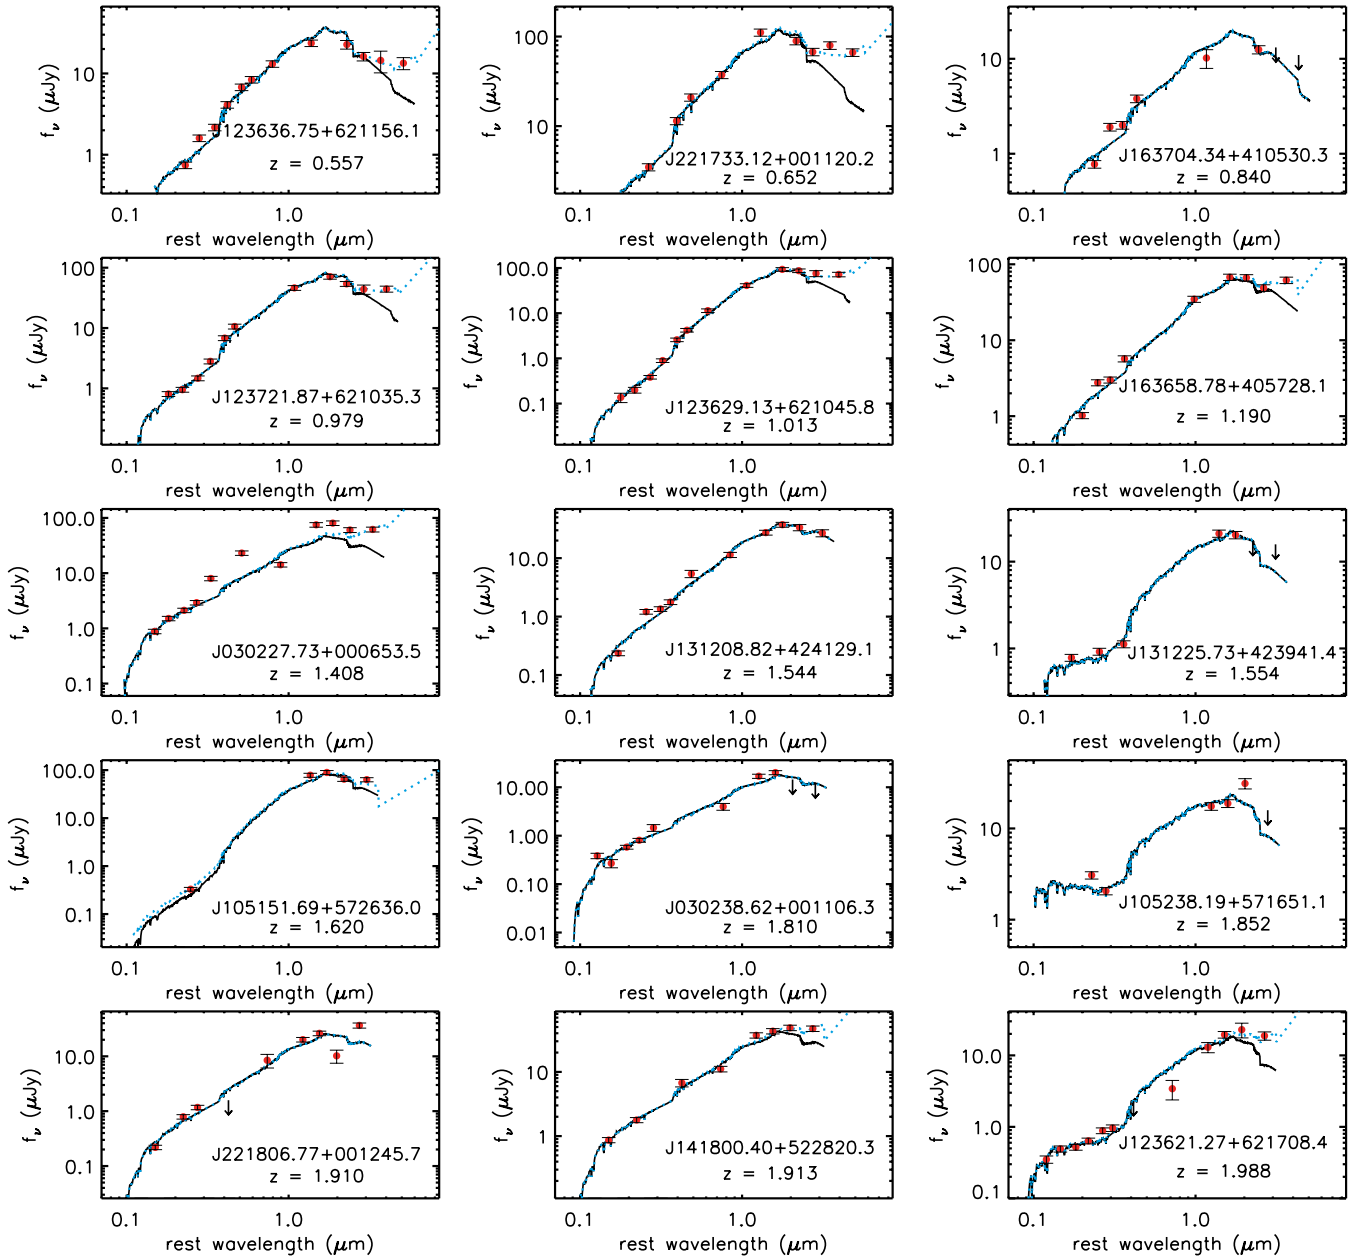 10
1
f_ν (μJy)
J123636.75+621156.1
z = 0.557
0.1 1.0
rest wavelength (μm)
100
10
f_ν (μJy)
J221733.12+001120.2
z = 0.652
0.1 1.0
rest wavelength (μm)
10
1
f_ν (μJy)
J163704.34+410530.3
z = 0.840
0.1 1.0
rest wavelength (μm)
100
10
1
f_ν (μJy)
J123721.87+621035.3
z = 0.979
0.1 1.0
rest wavelength (μm)
100.0
10.0
1.0
0.1
f_ν (μJy)
J123629.13+621045.8
z = 1.013
0.1 1.0
rest wavelength (μm)
100
10
1
f_ν (μJy)
J163658.78+405728.1
z = 1.190
0.1 1.0
rest wavelength (μm)
100.0
10.0
1.0
0.1
f_ν (μJy)
J030227.73+000653.5
z = 1.408
0.1 1.0
rest wavelength (μm)
10.0
1.0
0.1
f_ν (μJy)
J131208.82+424129.1
z = 1.544
0.1 1.0
rest wavelength (μm)
10
1
f_ν (μJy)
J131225.73+423941.4
z = 1.554
0.1 1.0
rest wavelength (μm)
100.0
10.0
1.0
0.1
f_ν (μJy)
J105151.69+572636.0
z = 1.620
0.1 1.0
rest wavelength (μm)
10.00
1.00
0.10
0.01
f_ν (μJy)
J030238.62+001106.3
z = 1.810
0.1 1.0
rest wavelength (μm)
10
1
f_ν (μJy)
J105238.19+571651.1
z = 1.852
0.1 1.0
rest wavelength (μm)
10.0
1.0
0.1
f_ν (μJy)
J221806.77+001245.7
z = 1.910
0.1 1.0
rest wavelength (μm)
10
1
f_ν (μJy)
J141800.40+522820.3
z = 1.913
0.1 1.0
rest wavelength (μm)
10.0
1.0
0.1
f_ν (μJy)
J123621.27+621708.4
z = 1.988
0.1 1.0
rest wavelength (μm)